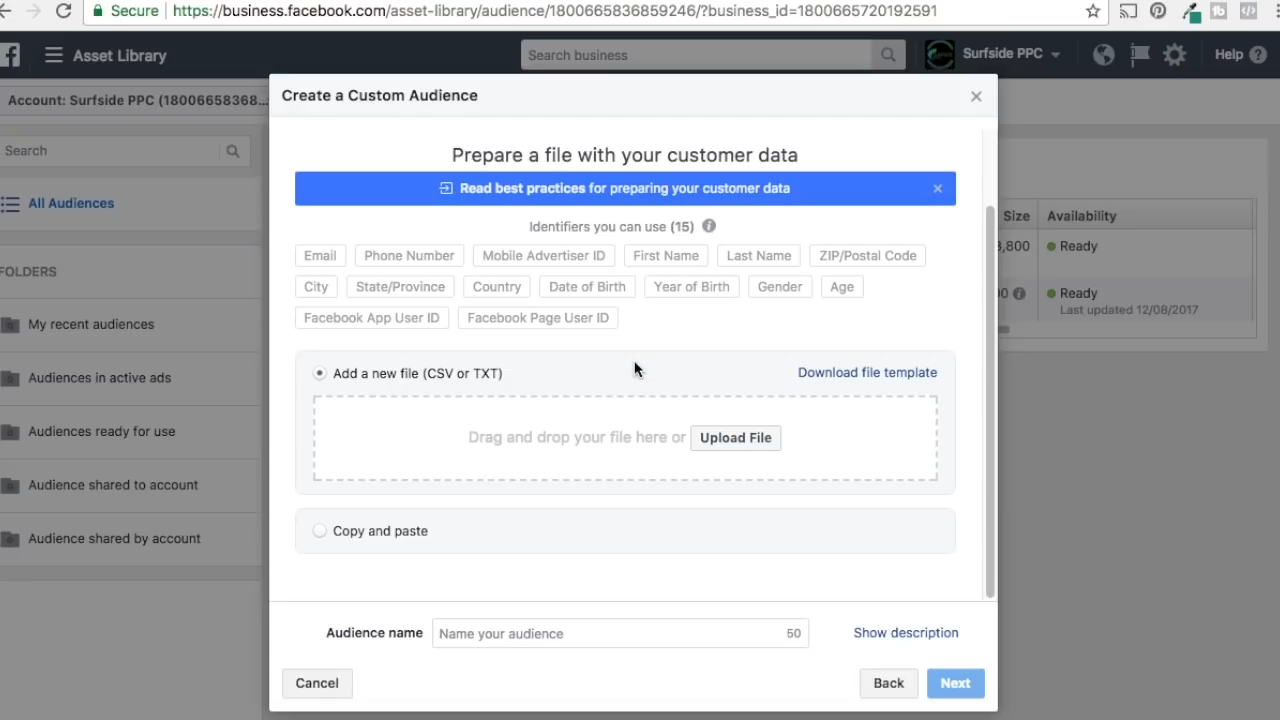 Secure https://business.facebook.com/asset-library/audience/1800665836859246/?business_id=1800665720192591
Asset Library
Search business
Surfside PPC
Help
Account: Surfside PPC (18006658368...
Search
All Audiences
FOLDERS
My recent audiences
Audiences in active ads
Audiences ready for use
Audience shared to account
Audience shared by account
Create a Custom Audience
Prepare a file with your customer data
Read best practices for preparing your customer data
Identifiers you can use (15)
Email Phone Number Mobile Advertiser ID First Name Last Name ZIP/Postal Code
City State/Province Country Date of Birth Year of Birth Gender Age
Facebook App User ID Facebook Page User ID
Add a new file (CSV or TXT) Download file template
Drag and drop your file here or Upload File
Copy and paste
Audience name Name your audience 50 Show description
Cancel Back Next
Size Availability
,800 Ready
00 Ready
Last updated 12/08/2017